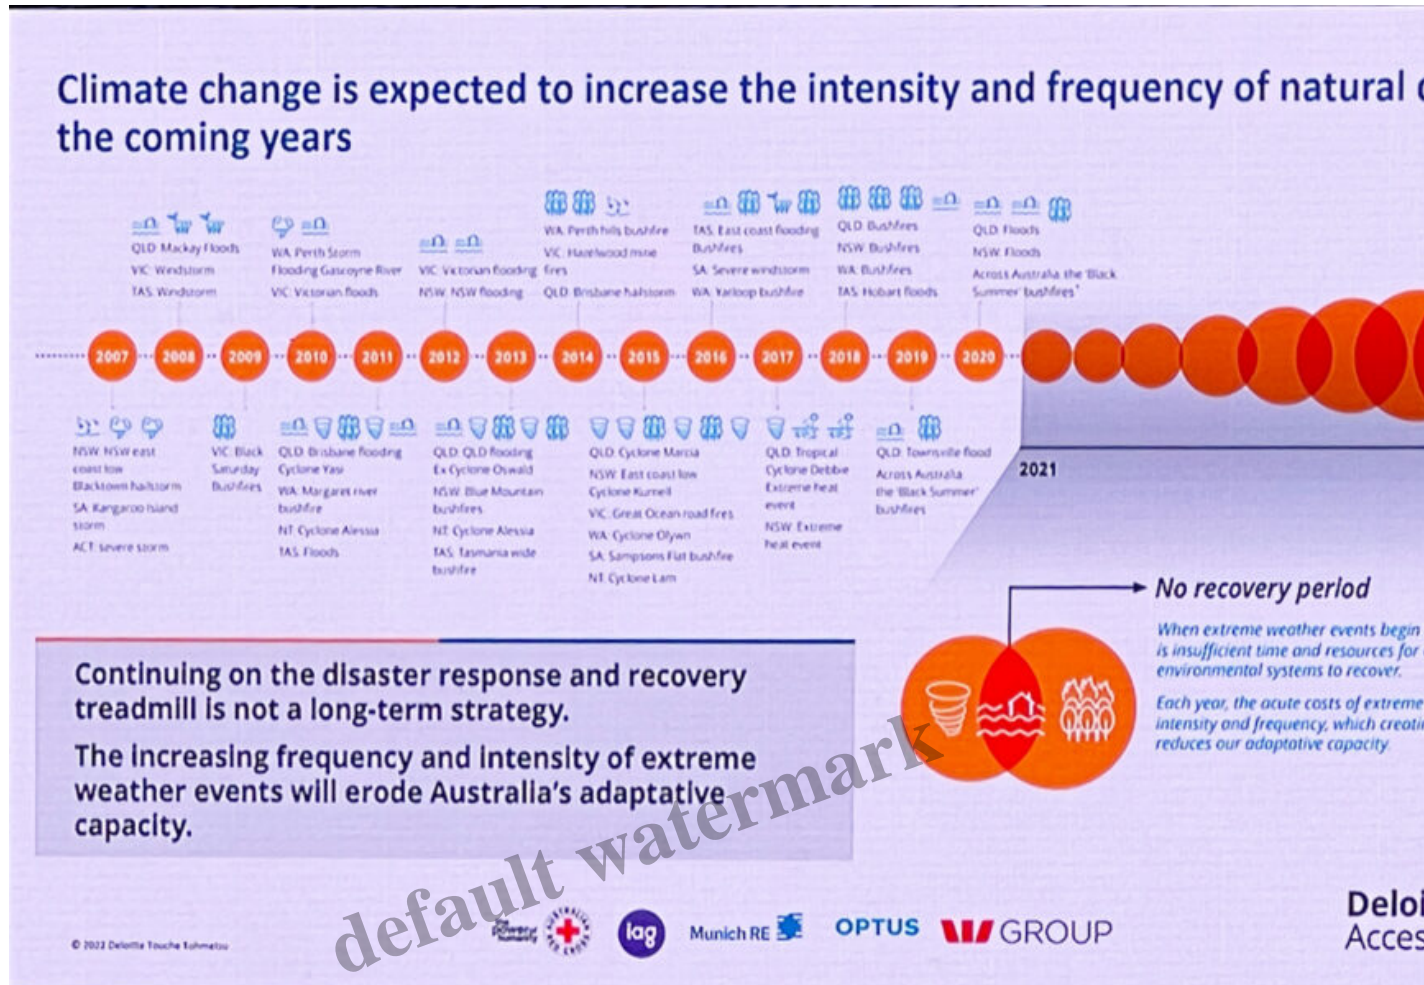 Climate change is expected to increase the intensity and frequency of natural
the coming years
QLD: Mackay Floods
VIC: Windstorm
TAS: Windstorm
WA: Perth Storm
Flooding Gascoyne River
VIC: Victorian floods
VIC: Victorian flooding
NSW: NSW flooding
WA: Perth hills bushfire
VIC: Hazelwood mine
fires
QLD: Brisbane hailstorm
TAS: East coast flooding
Bushfires
SA: Severe windstorm
WA: Yarloop bushfire
QLD: Bushfires
NSW: Bushfires
WA: Bushfires
TAS: Hobart floods
QLD: Floods
NSW: Floods
Across Australia the 'Black
Summer' bushfires'
2007 2008 2009 2010 2011 2012 2013 2014 2015 2016 2017 2018 2019 2020
2021
NSW: NSW east
coast low
Blacktown hailstorm
SA: Kangaroo Island
storm
ACT: severe storm
VIC: Black
Saturday
Bushfires
QLD: Brisbane flooding
Cyclone Yasi
WA: Margaret river
bushfire
NT: Cyclone Alessia
TAS: Floods
QLD: QLD flooding
Ex Cyclone Oswald
NSW: Blue Mountain
bushfires
NT: Cyclone Alessia
TAS: Tasmania wide
bushfire
QLD: Cyclone Marcia
NSW: East coast low
Cyclone Kurnell
VIC: Great Ocean road fires
WA: Cyclone Olywn
SA: Sampsons Flat bushfire
NT: Cyclone Lam
QLD: Tropical
Cyclone Debbie
Extreme heat
event
NSW: Extreme
heat event
QLD: Townsville flood
Across Australia
the 'Black Summer'
bushfires
No recovery period
When extreme weather events begin
is insufficient time and resources for
environmental systems to recover.
Each year, the acute costs of extreme
intensity and frequency, which creati
reduces our adaptative capacity.
Continuing on the disaster response and recovery
treadmill is not a long-term strategy.
The increasing frequency and intensity of extreme
weather events will erode Australia's adaptative
capacity.
default watermark
© 2022 Deloitte Touche Tohmatsu
the
power of
humanity
AUSTRALIAN RED CROSS
iag
Munich RE
OPTUS
GROUP
Deloi
Acces